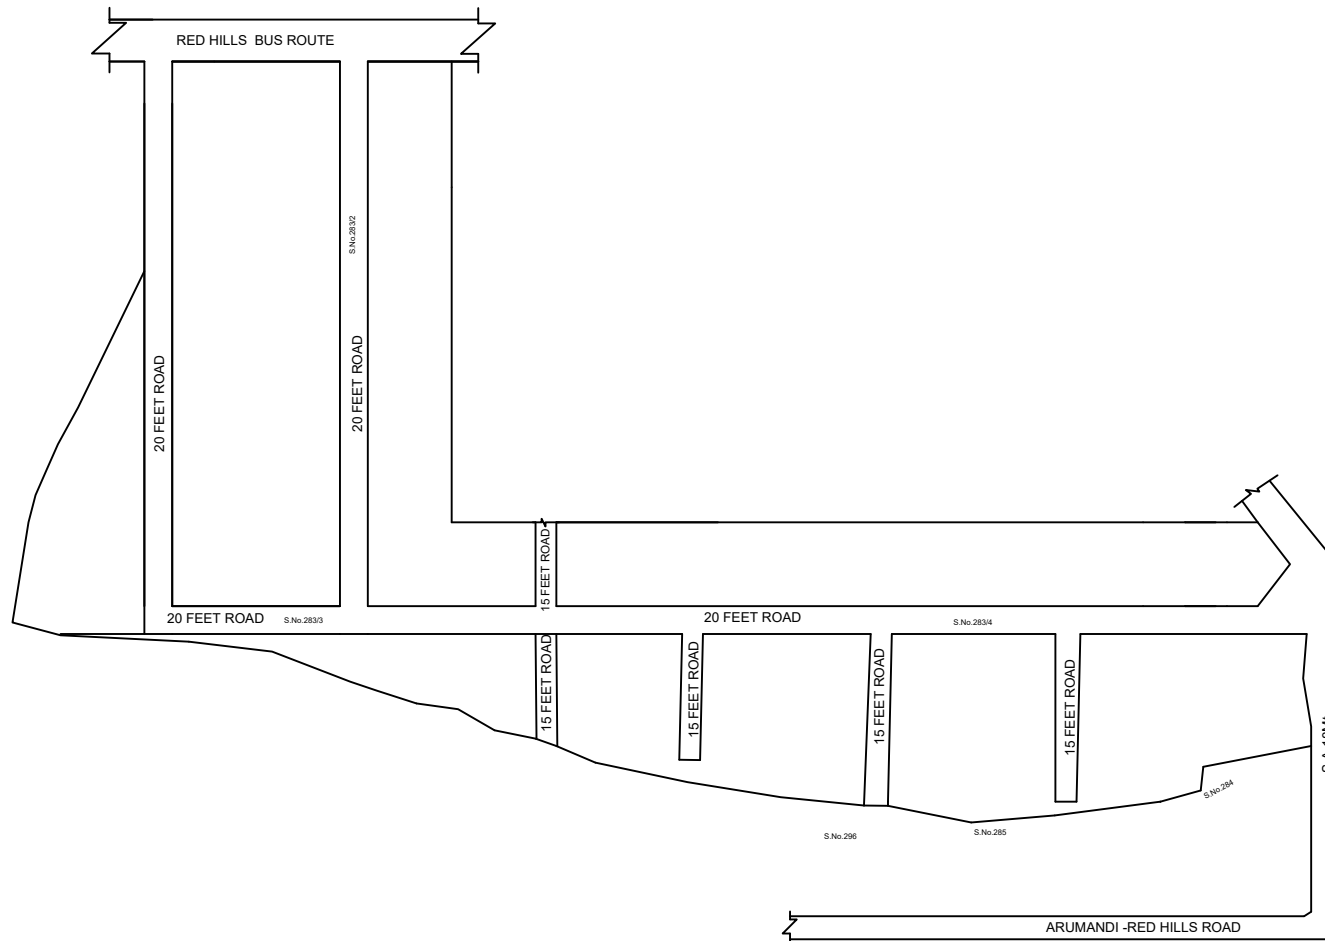 RED HILLS BUS ROUTE
S.No.283/2
20 FEET ROAD
20 FEET ROAD
15 FEET ROAD
20 FEET ROAD
S.No.283/3
20 FEET ROAD
S.No.283/4
15 FEET ROAD
15 FEET ROAD
15 FEET ROAD
15 FEET ROAD
S.No.284
S.No.296
S.No.285
ARUMANDI -RED HILLS ROAD